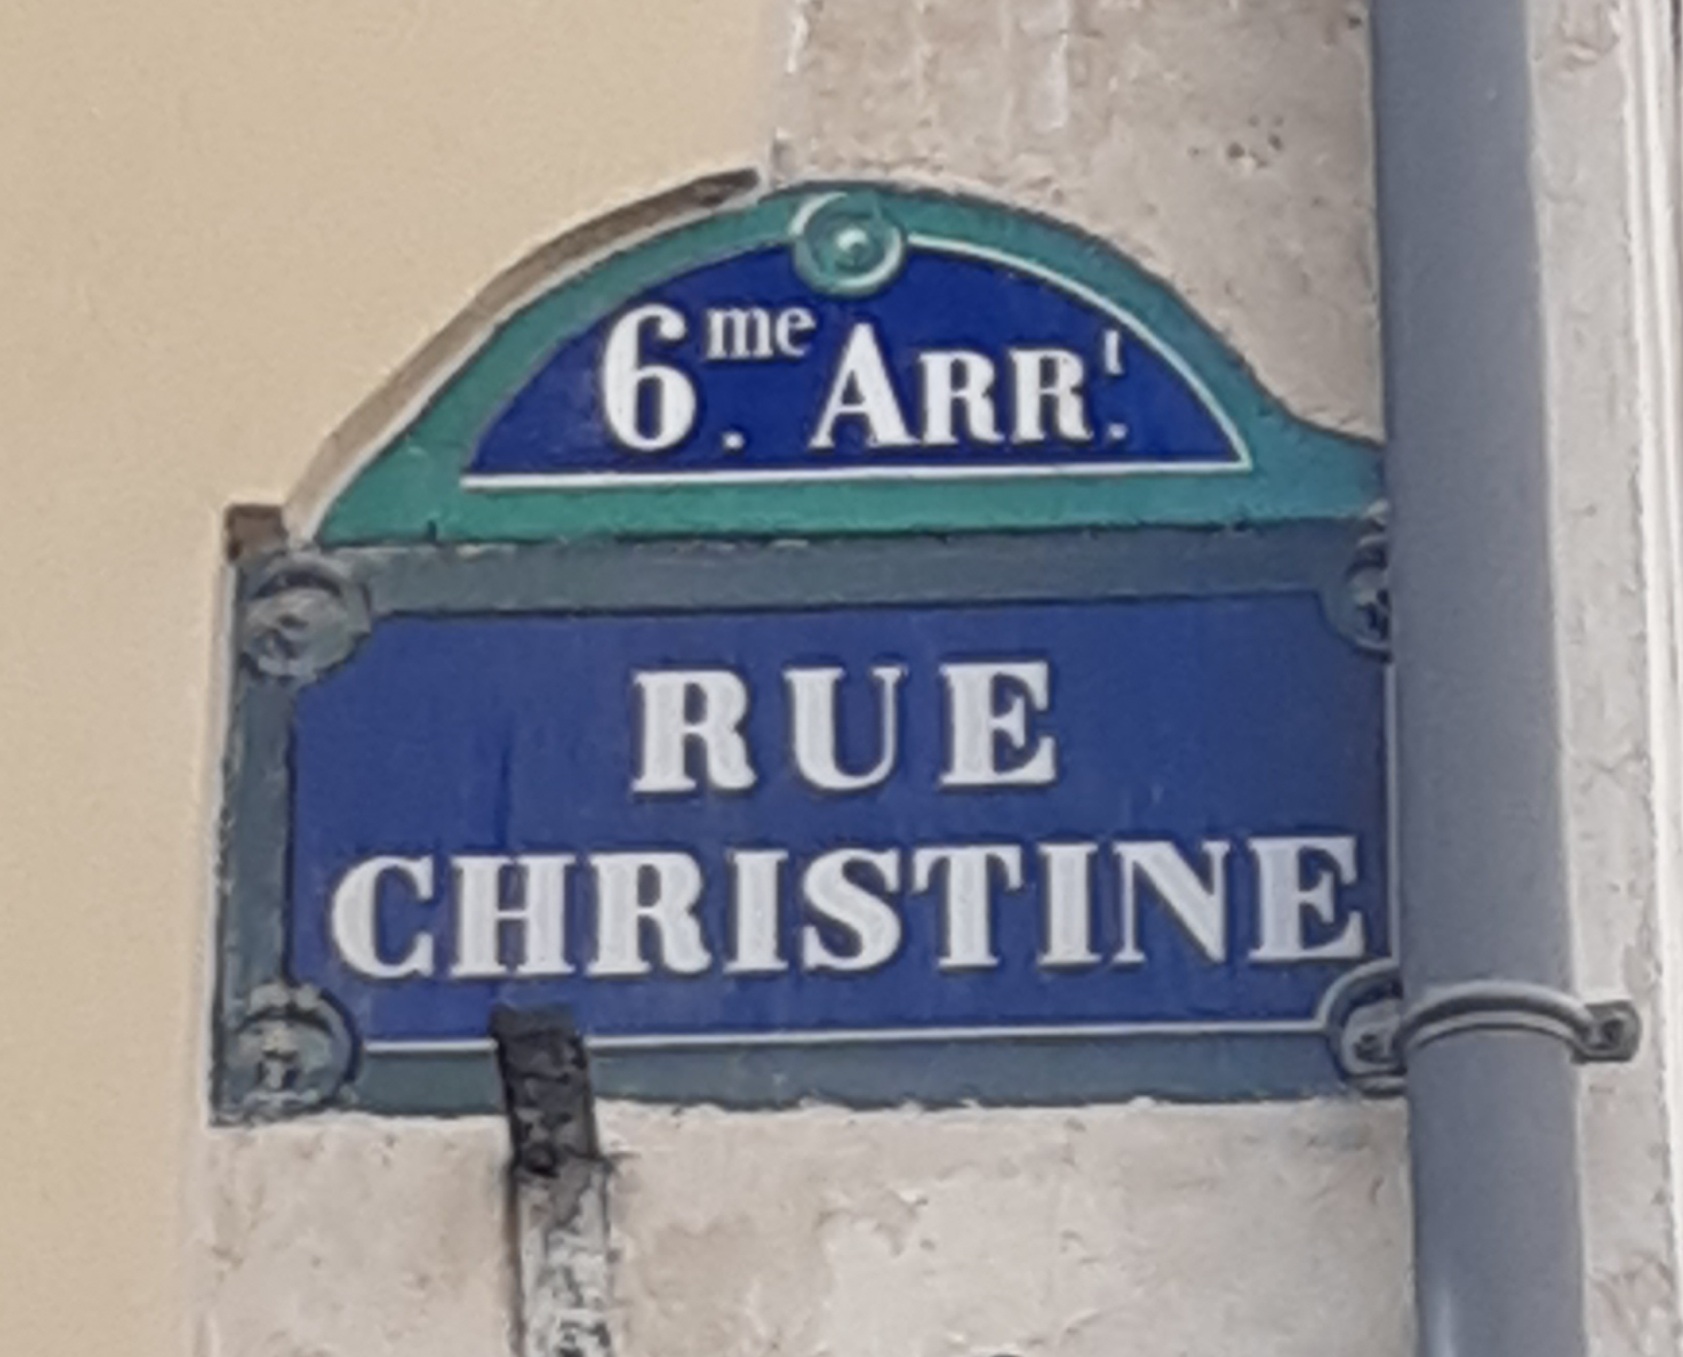 6me. ARRt.
RUE
CHRISTINE